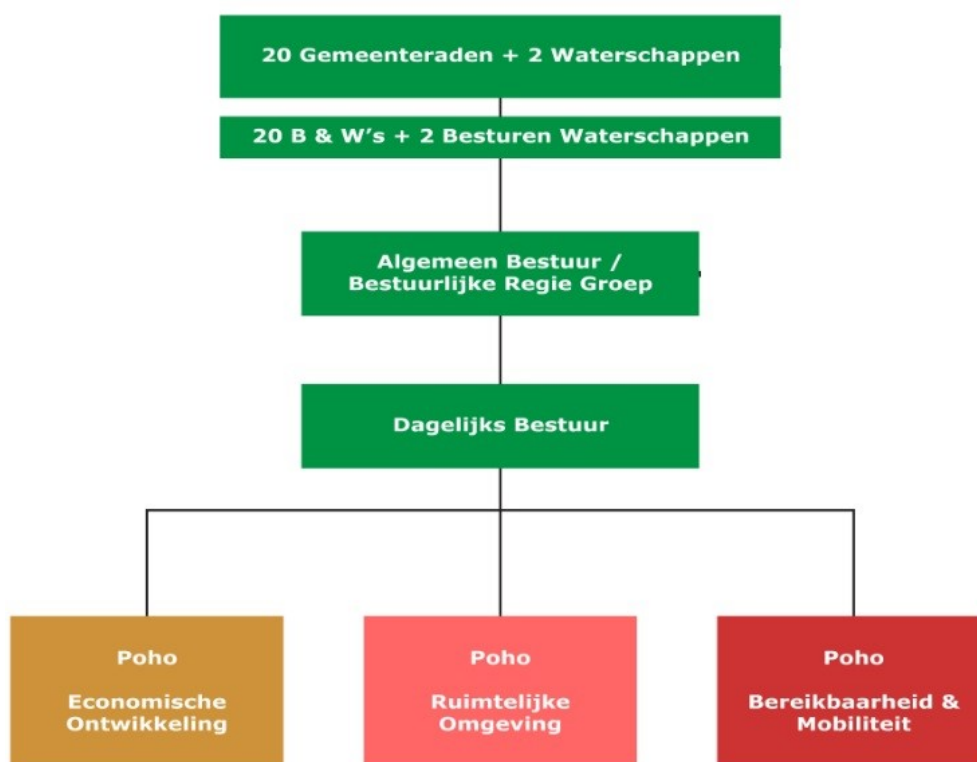 20 Gemeenteraden + 2 Waterschappen
20 B & W's + 2 Besturen Waterschappen
Algemeen Bestuur /
Bestuurlijke Regie Groep
Dagelijks Bestuur
Poho
Economische
Ontwikkeling
Poho
Ruimtelijke
Omgeving
Poho
Bereikbaarheid &
Mobiliteit